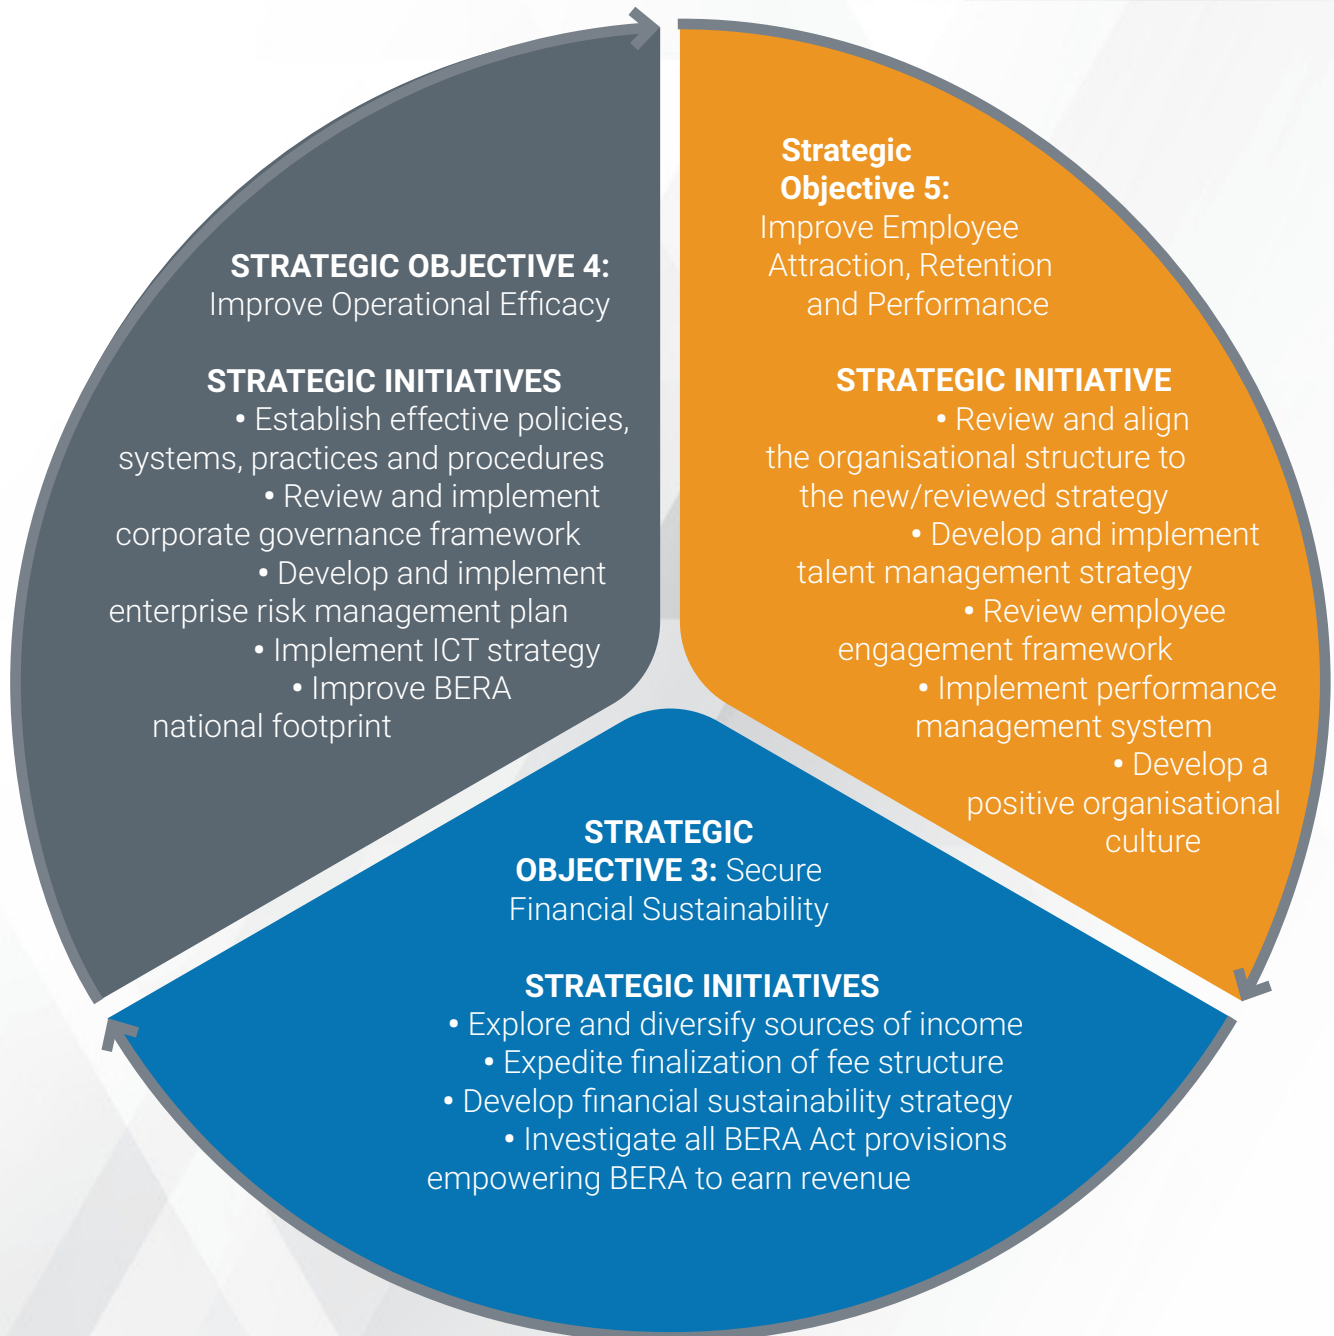 STRATEGIC OBJECTIVE 4:
Improve Operational Efficacy
STRATEGIC INITIATIVES
• Establish effective policies,
systems, practices and procedures
• Review and implement
corporate governance framework
• Develop and implement
enterprise risk management plan
• Implement ICT strategy
• Improve BERA
national footprint
Strategic
Objective 5:
Improve Employee
Attraction, Retention
and Performance
STRATEGIC INITIATIVE
• Review and align
the organisational structure to
the new/reviewed strategy
• Develop and implement
talent management strategy
• Review employee
engagement framework
• Implement performance
management system
• Develop a
positive organisational
culture
STRATEGIC
OBJECTIVE 3: Secure
Financial Sustainability
STRATEGIC INITIATIVES
• Explore and diversify sources of income
• Expedite finalization of fee structure
• Develop financial sustainability strategy
• Investigate all BERA Act provisions
empowering BERA to earn revenue